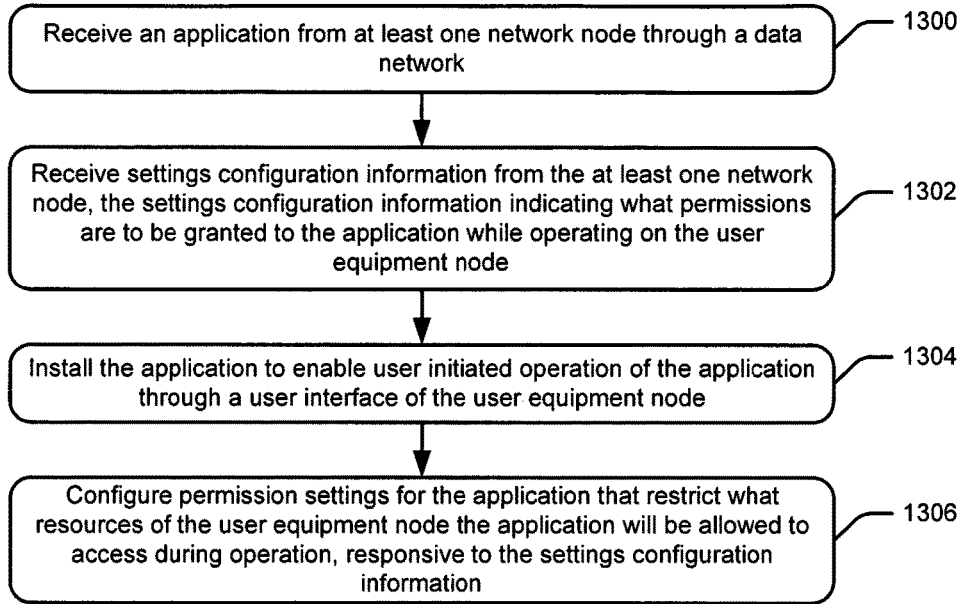 Receive an application from at least one network node through a data
network
1300
Receive settings configuration information from the at least one network
node, the settings configuration information indicating what permissions
are to be granted to the application while operating on the user
equipment node
1302
Install the application to enable user initiated operation of the application
through a user interface of the user equipment node
1304
Configure permission settings for the application that restrict what
resources of the user equipment node the application will be allowed to
access during operation, responsive to the settings configuration
information
1306